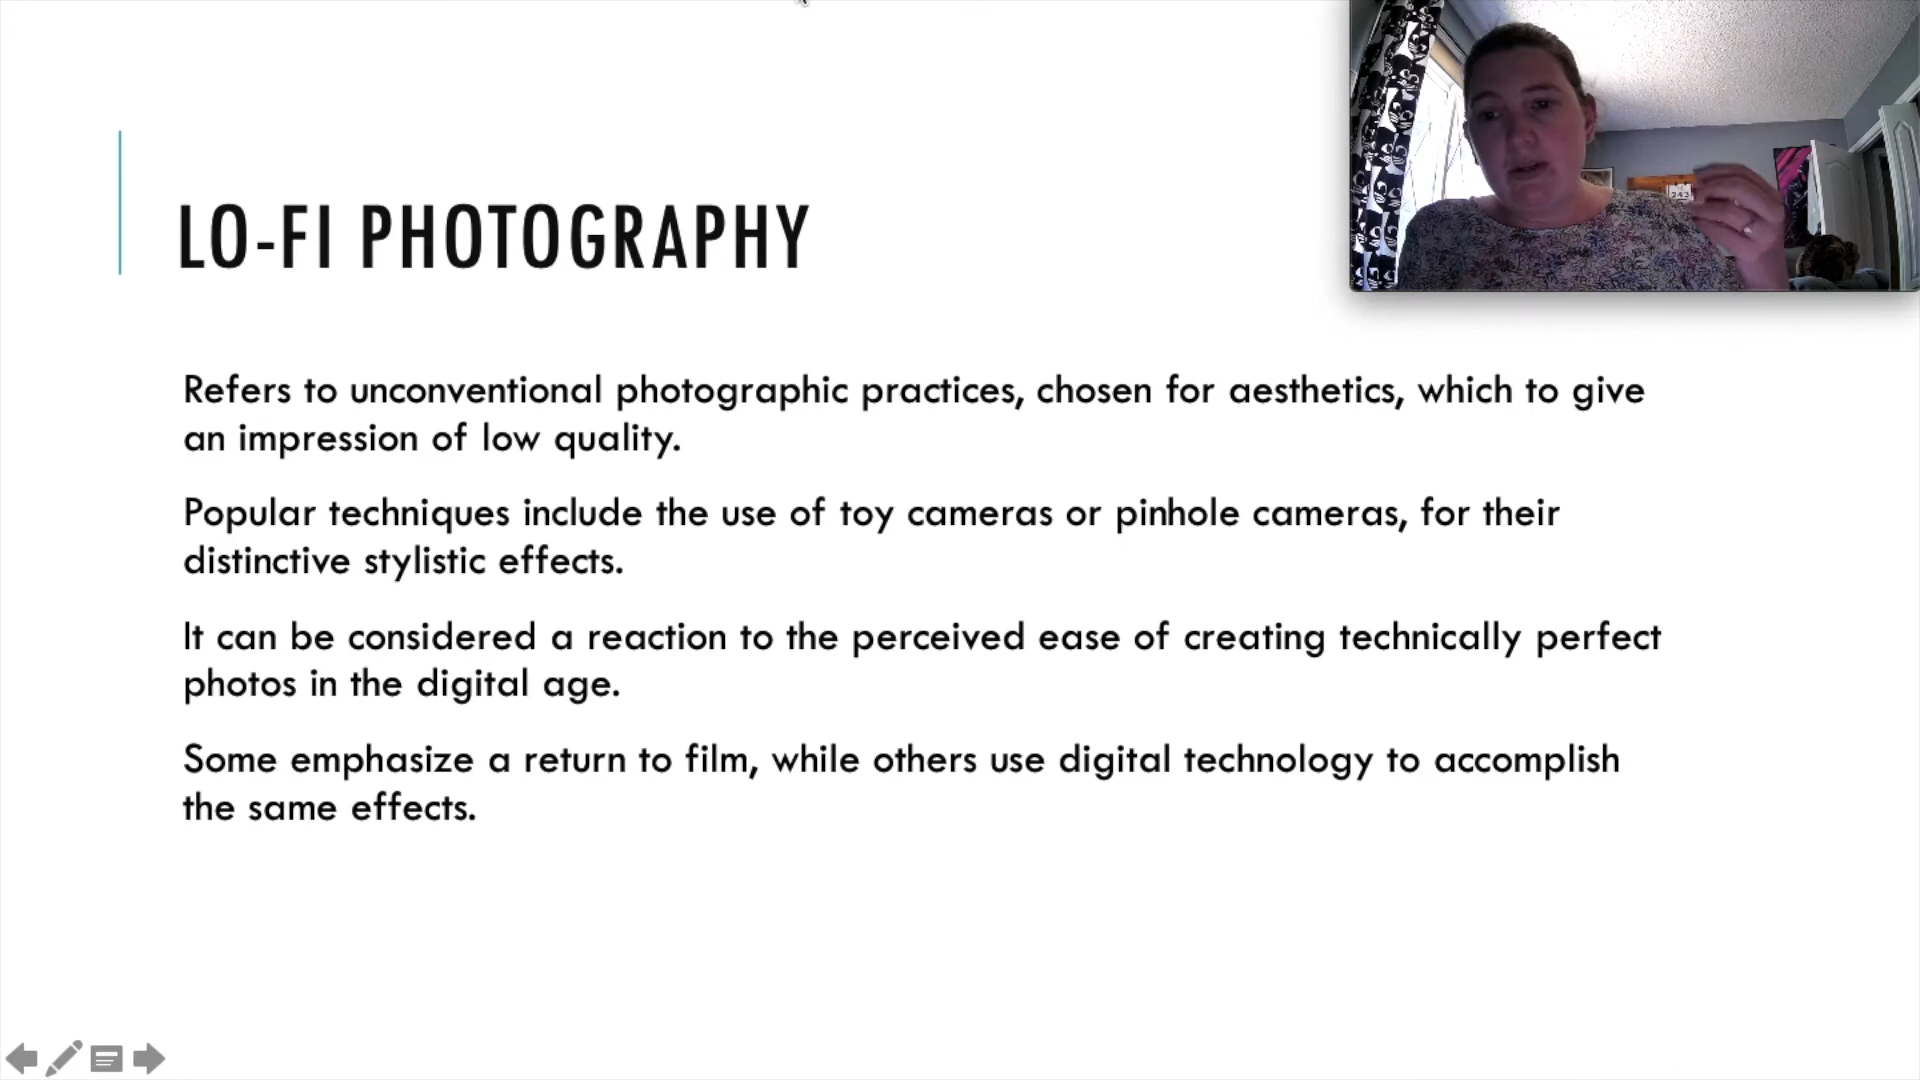 LO-FI PHOTOGRAPHY
Refers to unconventional photographic practices, chosen for aesthetics, which to give
an impression of low quality.
Popular techniques include the use of toy cameras or pinhole cameras, for their
distinctive stylistic effects.
It can be considered a reaction to the perceived ease of creating technically perfect
photos in the digital age.
Some emphasize a return to film, while others use digital technology to accomplish
the same effects.
243